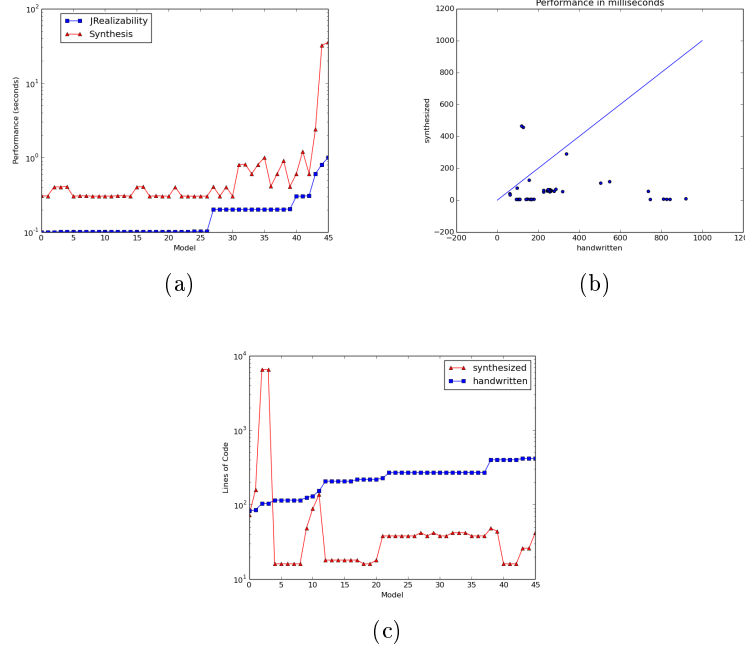 10^2
10^1
10^0
10^-1
Performance (seconds)
JRealizability
Synthesis
0 5 10 15 20 25 30 35 40 45
Model
(a)
Performance in milliseconds
1200
1000
800
600
400
200
0
−200
synthesized
−200 0 200 400 600 800 1000 1200
handwritten
(b)
10^4
10^3
10^2
10^1
Lines of Code
synthesized
handwritten
0 5 10 15 20 25 30 35 40 45
Model
(c)